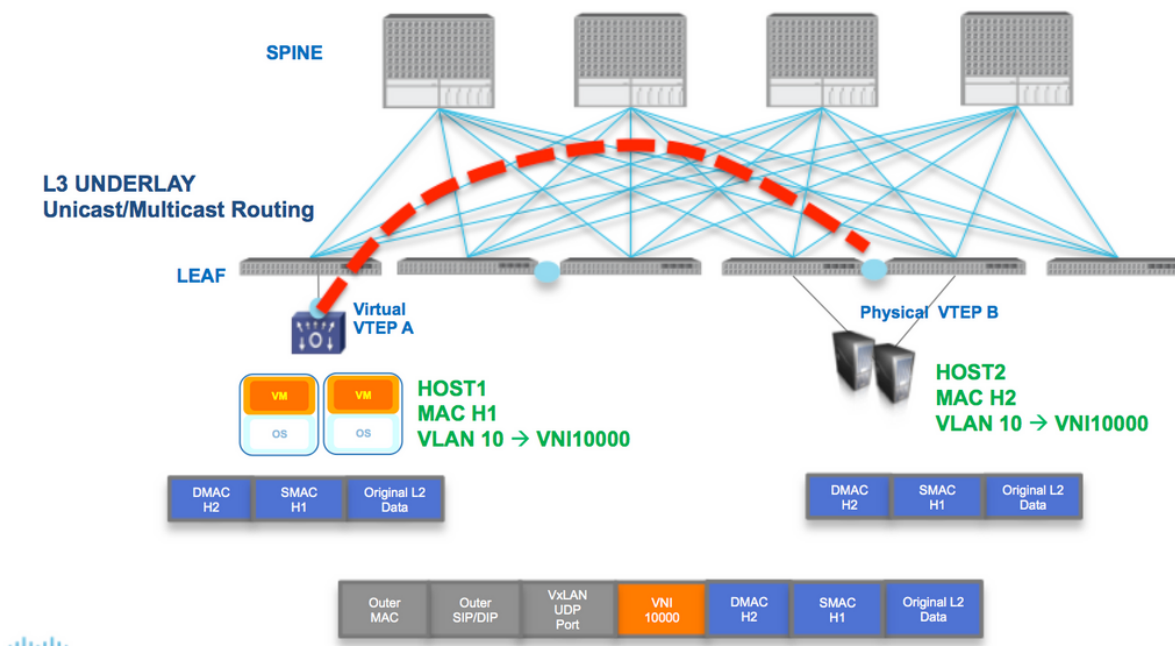 SPINE
L3 UNDERLAY
Unicast/Multicast Routing
LEAF
Virtual
VTEP A
Physical VTEP B
VM
VM
OS
OS
HOST1
MAC H1
VLAN 10 → VNI10000
HOST2
MAC H2
VLAN 10 → VNI10000
DMAC
H2
SMAC
H1
Original L2
Data
DMAC
H2
SMAC
H1
Original L2
Data
Outer
MAC
Outer
SIP/DIP
VxLAN
UDP
Port
VNI
10000
DMAC
H2
SMAC
H1
Original L2
Data